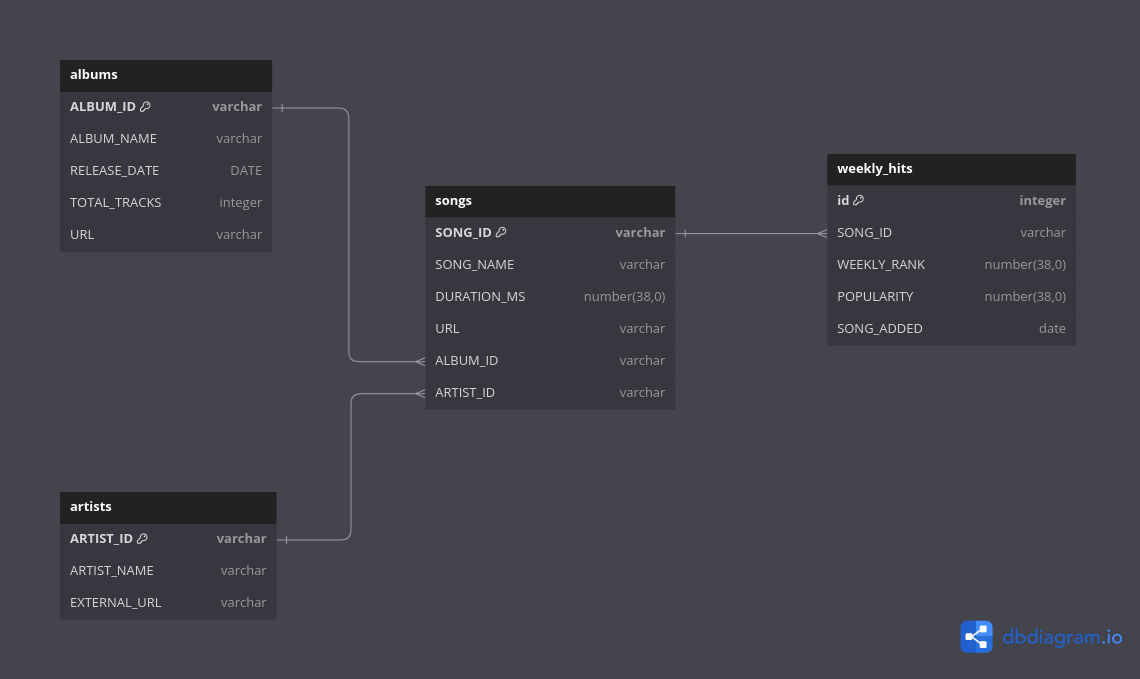 albums
ALBUM_ID varchar
ALBUM_NAME varchar
RELEASE_DATE DATE
TOTAL_TRACKS integer
URL varchar
songs
SONG_ID varchar
SONG_NAME varchar
DURATION_MS number(38,0)
URL varchar
ALBUM_ID varchar
ARTIST_ID varchar
weekly_hits
id integer
SONG_ID varchar
WEEKLY_RANK number(38,0)
POPULARITY number(38,0)
SONG_ADDED date
artists
ARTIST_ID varchar
ARTIST_NAME varchar
EXTERNAL_URL varchar
dbdiagram.io